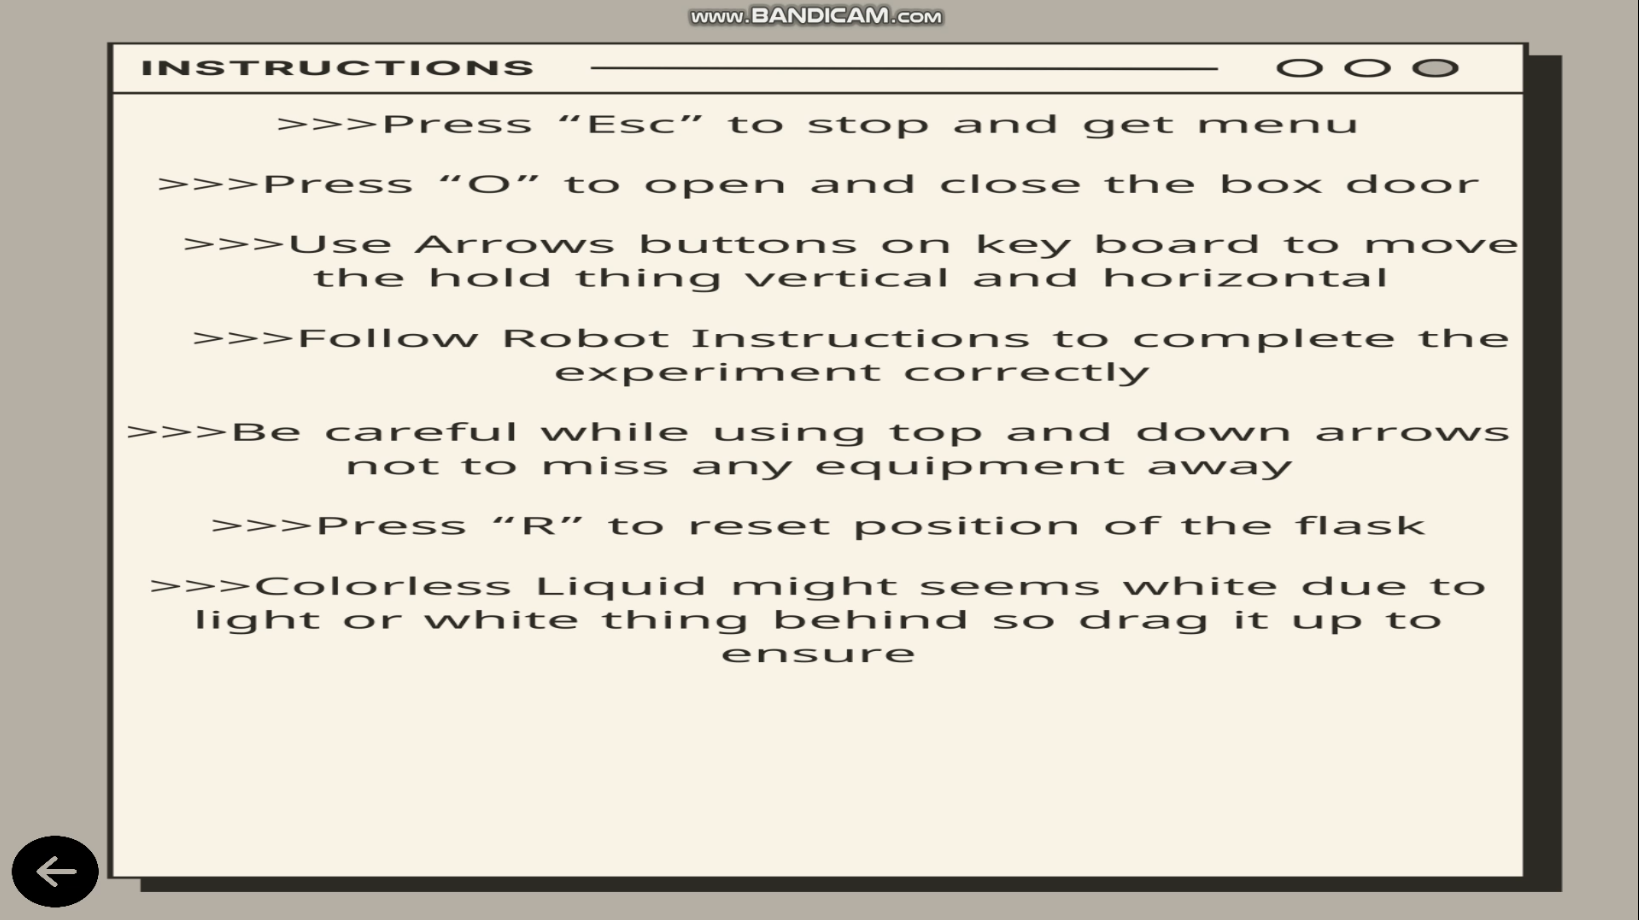 www.BANDICAM.com
INSTRUCTIONS
>>>Press “Esc” to stop and get menu
>>>Press “O” to open and close the box door
>>>Use Arrows buttons on key board to move
the hold thing vertical and horizontal
>>>Follow Robot Instructions to complete the
experiment correctly
>>>Be careful while using top and down arrows
not to miss any equipment away
>>>Press “R” to reset position of the flask
>>>Colorless Liquid might seems white due to
light or white thing behind so drag it up to
ensure